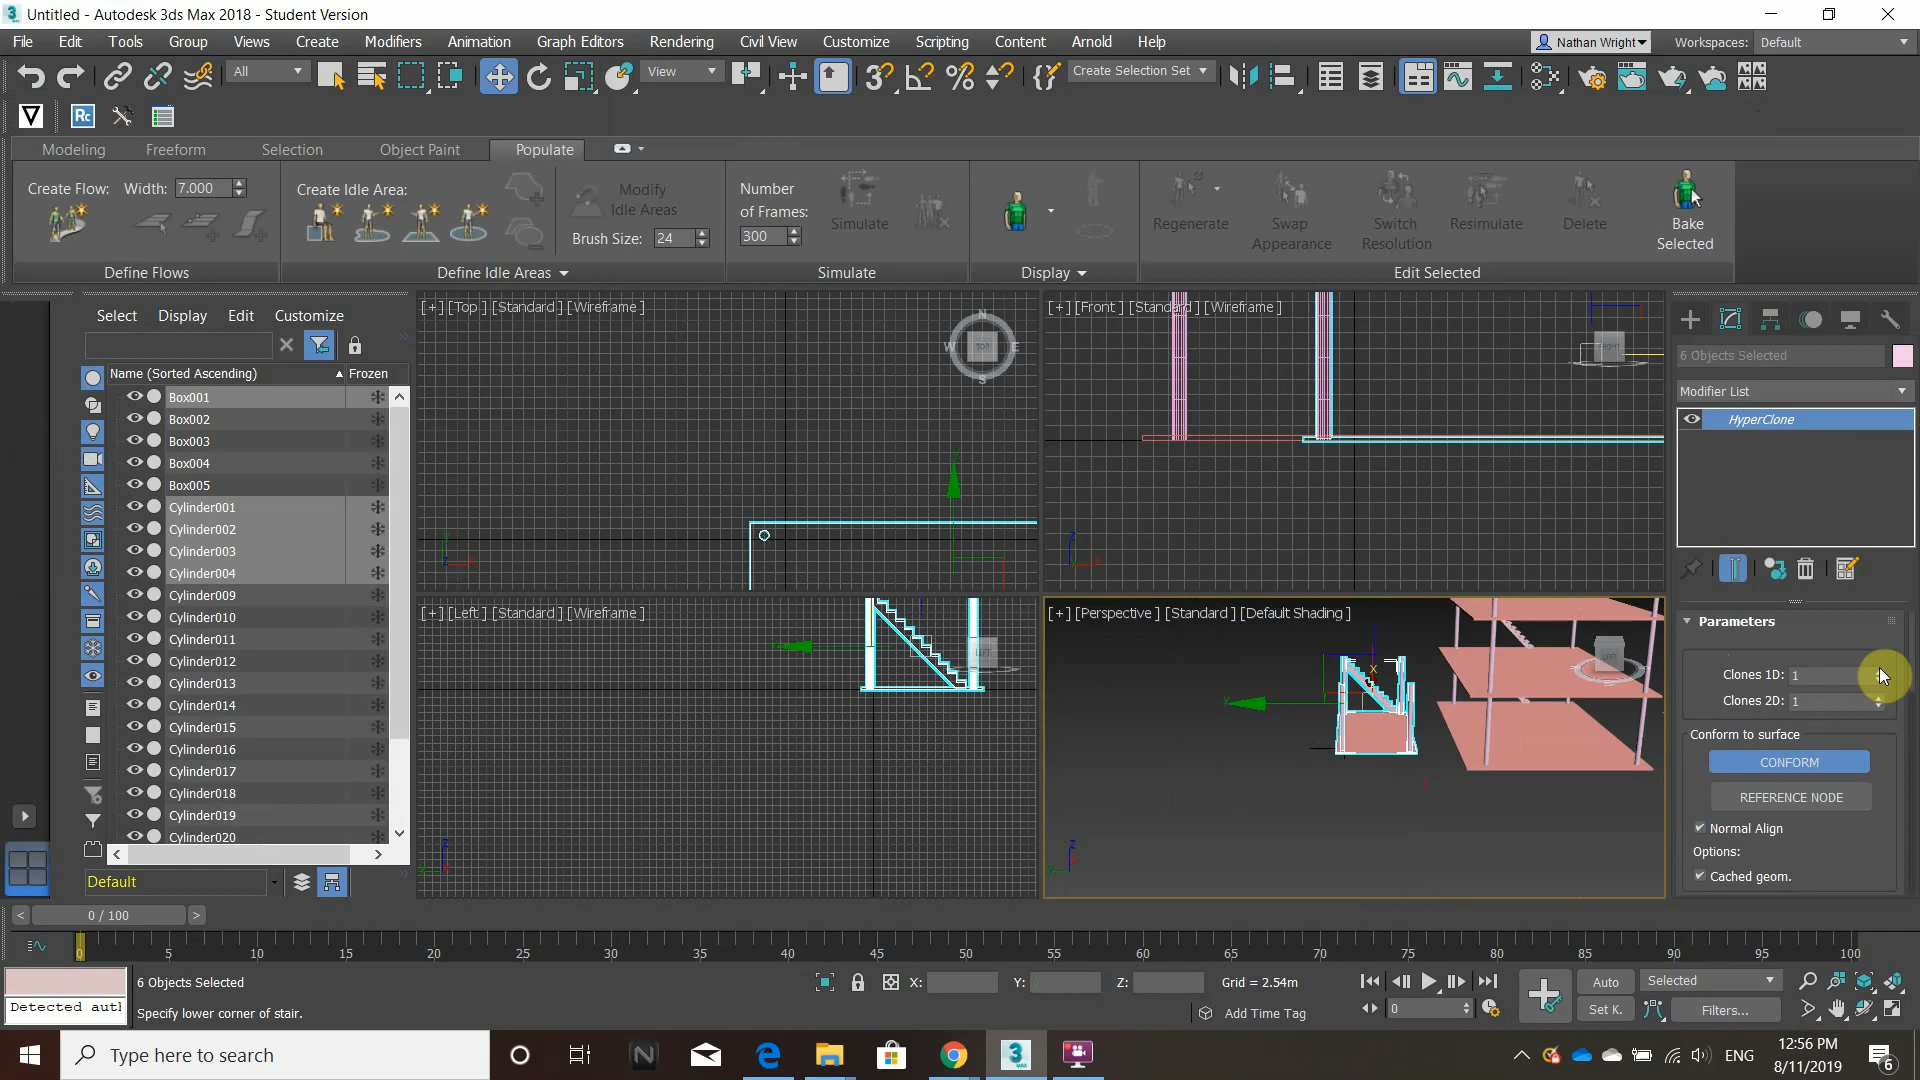 Untitled - Autodesk 3ds Max 2018 - Student Version
File Edit Tools Group Views Create Modifiers Animation Graph Editors Rendering Civil View Customize Scripting Content Arnold Help Nathan Wright Workspaces: Default
All View Create Selection Set
Rc
Modeling Freeform Selection Object Paint Populate
Create Flow: Width: 7.000 Create Idle Area:
Modify
Idle Areas
Brush Size: 24
Number
of Frames:
300
Simulate
Regenerate
Swap
Appearance
Switch
Resolution
Resimulate
Delete
Bake
Selected
Define Flows Define Idle Areas Simulate Display Edit Selected
Select Display Edit Customize
Name (Sorted Ascending) Frozen
Box001
Box002
Box003
Box004
Box005
Cylinder001
Cylinder002
Cylinder003
Cylinder004
Cylinder009
Cylinder010
Cylinder011
Cylinder012
Cylinder013
Cylinder014
Cylinder015
Cylinder016
Cylinder017
Cylinder018
Cylinder019
Cylinder020
Default
[+] [Top ] [Standard ] [Wireframe ]
N
W TOP E
S
[+] [Front ] [Standard ] [Wireframe ]
FRONT
[+] [Left ] [Standard ] [Wireframe ]
LEFT
[+] [Perspective ] [Standard ] [Default Shading ]
6 Objects Selected
Modifier List
HyperClone
Parameters
Clones 1D: 1
Clones 2D: 1
Conform to surface
CONFORM
REFERENCE NODE
Normal Align
Options:
Cached geom.
< 0 / 100 >
0 5 10 15 20 25 30 35 40 45 50 55 60 65 70 75 80 85 90 95 100
6 Objects Selected X: Y: Z: Grid = 2.54m Auto Selected
Specify lower corner of stair. Add Time Tag 0 Set K. Filters...
Type here to search
ENG
12:56 PM
8/11/2019
6